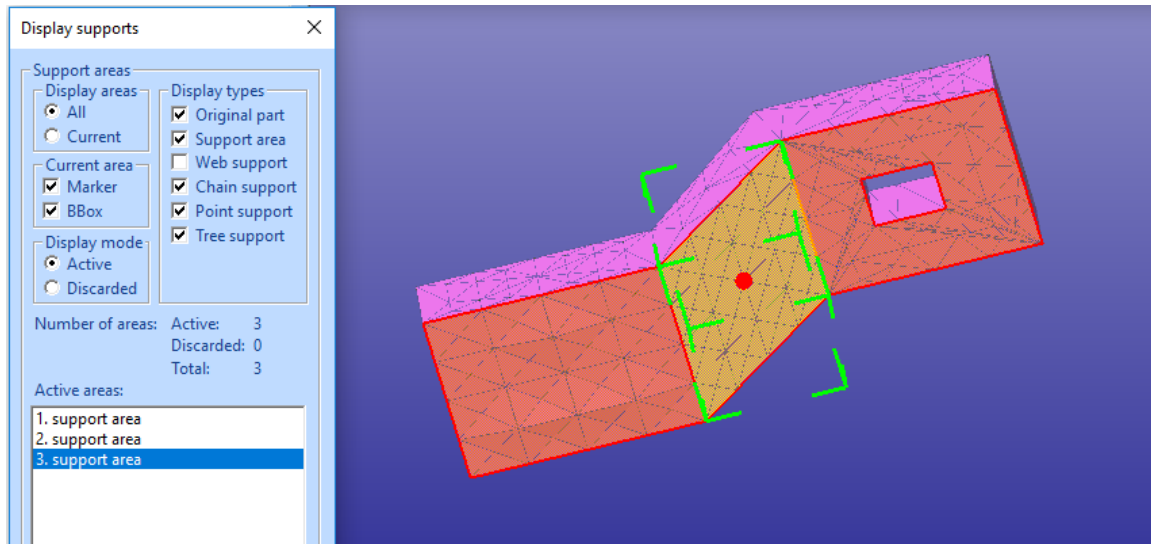 Display supports
Support areas
Display areas
All
Current
Current area
Marker
BBox
Display mode
Active
Discarded
Display types
Original part
Support area
Web support
Chain support
Point support
Tree support
Number of areas: Active: 3
Discarded: 0
Total: 3
Active areas:
1. support area
2. support area
3. support area